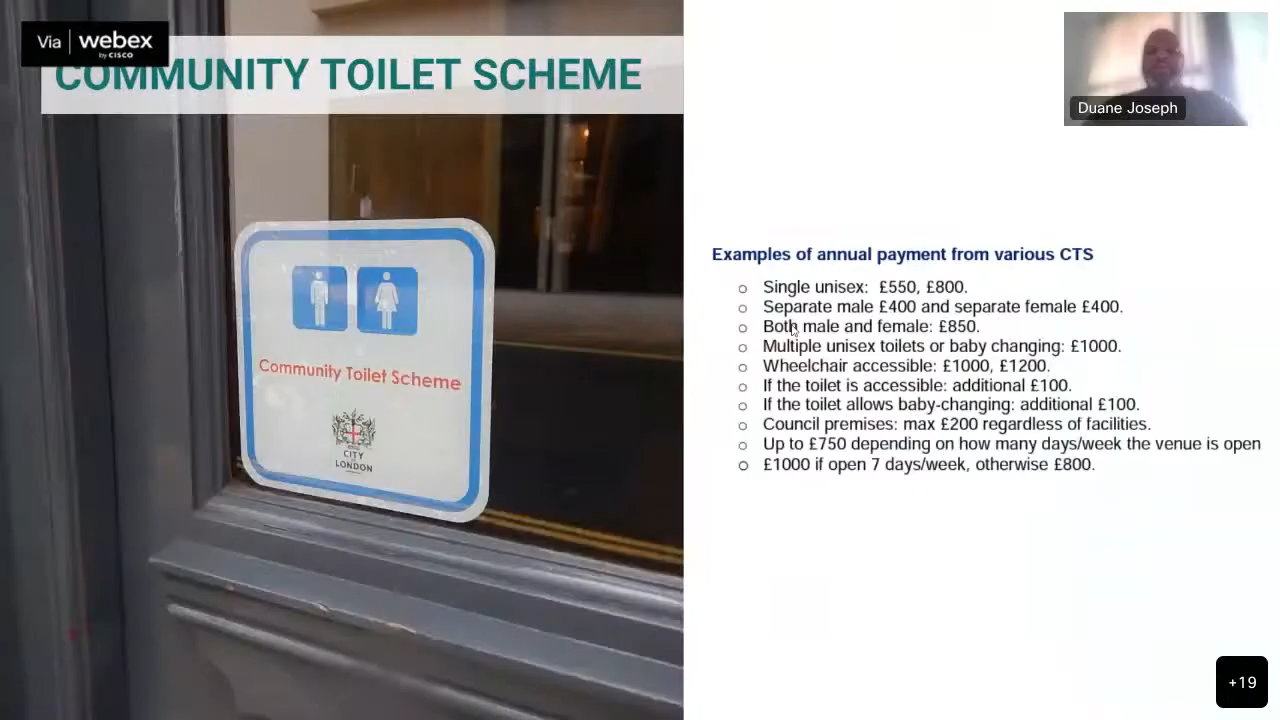 Via webex
by CISCO
COMMUNITY TOILET SCHEME
Community Toilet Scheme
CITY
OF
LONDON
Duane Joseph
Examples of annual payment from various CTS
o Single unisex: £550, £800.
o Separate male £400 and separate female £400.
o Both male and female: £850.
o Multiple unisex toilets or baby changing: £1000.
o Wheelchair accessible: £1000, £1200.
o If the toilet is accessible: additional £100.
o If the toilet allows baby-changing: additional £100.
o Council premises: max £200 regardless of facilities.
o Up to £750 depending on how many days/week the venue is open
o £1000 if open 7 days/week, otherwise £800.
+19